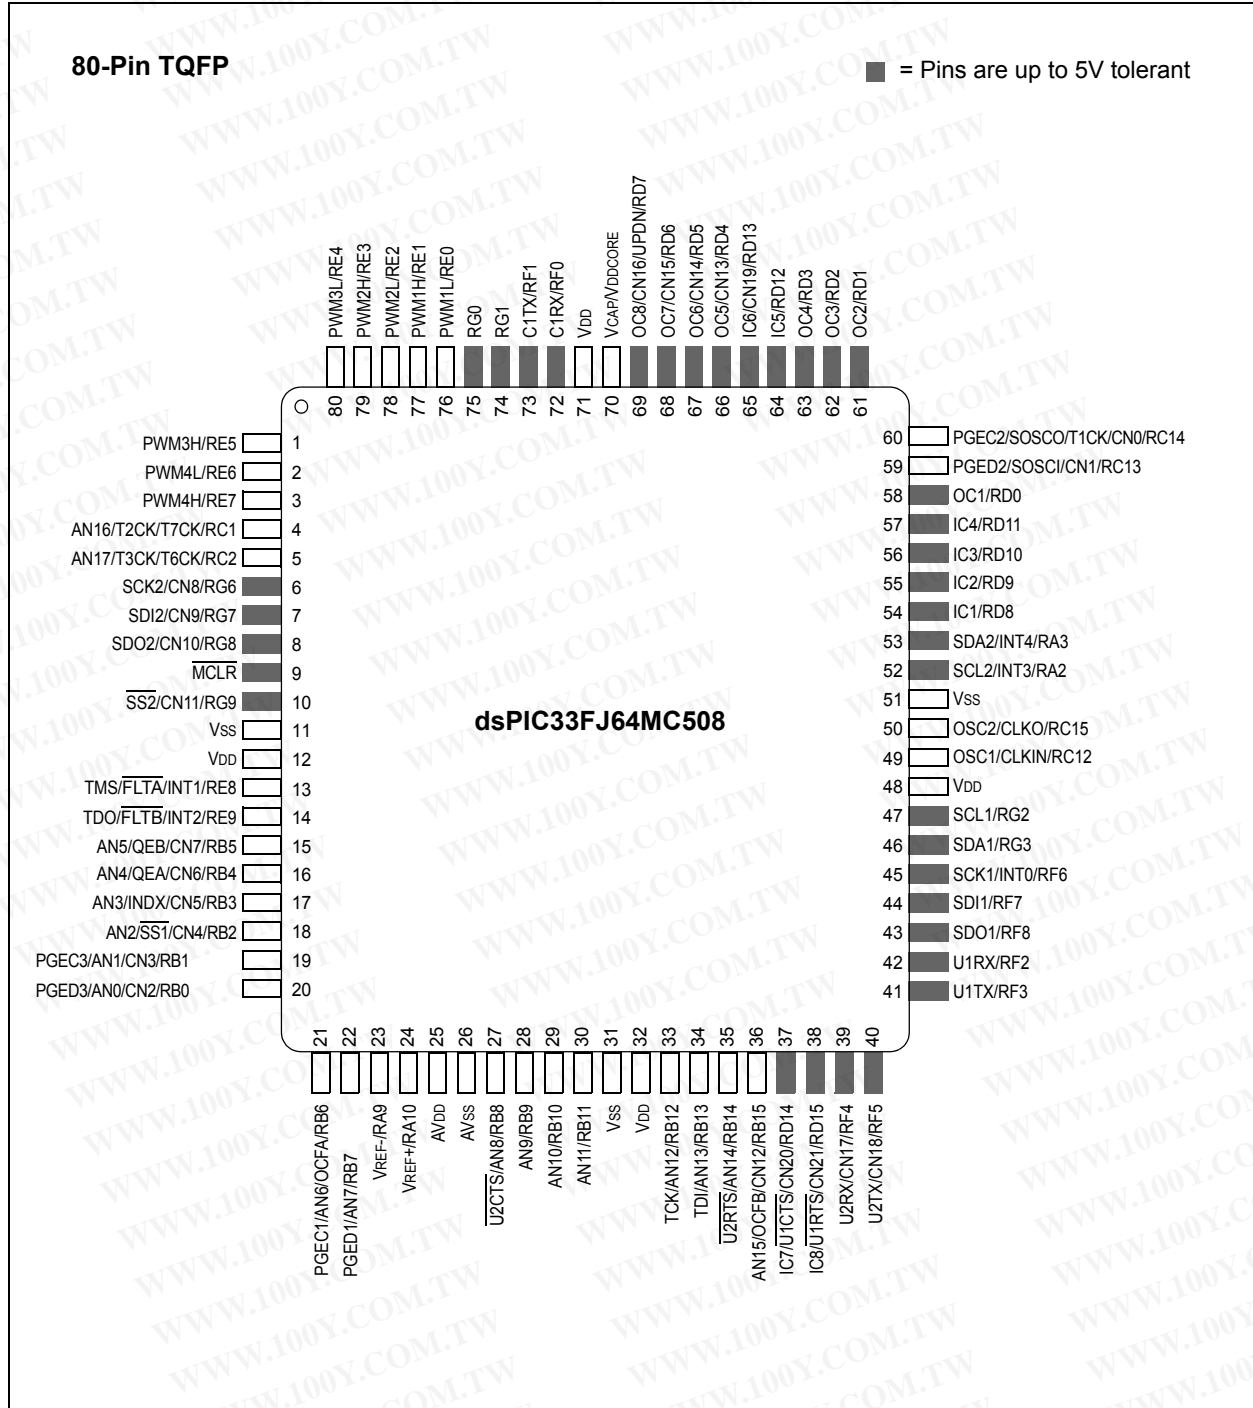 80-Pin TQFP
= Pins are up to 5V tolerant
PWM3L/RE4
PWM2H/RE3
PWM2L/RE2
PWM1H/RE1
PWM1L/RE0
RG0
RG1
C1TX/RF1
C1RX/RF0
VDD
VCAP/VDDCORE
OC8/CN16/UPDN/RD7
OC7/CN15/RD6
OC6/CN14/RD5
OC5/CN13/RD4
IC6/CN19/RD13
IC5/RD12
OC4/RD3
OC3/RD2
OC2/RD1
80 79 78 77 76 75 74 73 72 71 70 69 68 67 66 65 64 63 62 61
PWM3H/RE5 1
PWM4L/RE6 2
PWM4H/RE7 3
AN16/T2CK/T7CK/RC1 4
AN17/T3CK/T6CK/RC2 5
SCK2/CN8/RG6 6
SDI2/CN9/RG7 7
SDO2/CN10/RG8 8
MCLR 9
SS2/CN11/RG9 10
VSS 11
VDD 12
TMS/FLTA/INT1/RE8 13
TDO/FLTB/INT2/RE9 14
AN5/QEB/CN7/RB5 15
AN4/QEA/CN6/RB4 16
AN3/INDX/CN5/RB3 17
AN2/SS1/CN4/RB2 18
PGEC3/AN1/CN3/RB1 19
PGED3/AN0/CN2/RB0 20
dsPIC33FJ64MC508
60 PGEC2/SOSCO/T1CK/CN0/RC14
59 PGED2/SOSCI/CN1/RC13
58 OC1/RD0
57 IC4/RD11
56 IC3/RD10
55 IC2/RD9
54 IC1/RD8
53 SDA2/INT4/RA3
52 SCL2/INT3/RA2
51 VSS
50 OSC2/CLKO/RC15
49 OSC1/CLKIN/RC12
48 VDD
47 SCL1/RG2
46 SDA1/RG3
45 SCK1/INT0/RF6
44 SDI1/RF7
43 SDO1/RF8
42 U1RX/RF2
41 U1TX/RF3
21 22 23 24 25 26 27 28 29 30 31 32 33 34 35 36 37 38 39 40
PGEC1/AN6/OCFA/RB6
PGED1/AN7/RB7
VREF-/RA9
VREF+/RA10
AVDD
AVSS
U2CTS/AN8/RB8
AN9/RB9
AN10/RB10
AN11/RB11
VSS
VDD
TCK/AN12/RB12
TDI/AN13/RB13
U2RTS/AN14/RB14
AN15/OCFB/CN12/RB15
IC7/U1CTS/CN20/RD14
IC8/U1RTS/CN21/RD15
U2RX/CN17/RF4
U2TX/CN18/RF5
WWW.100Y.COM.TW